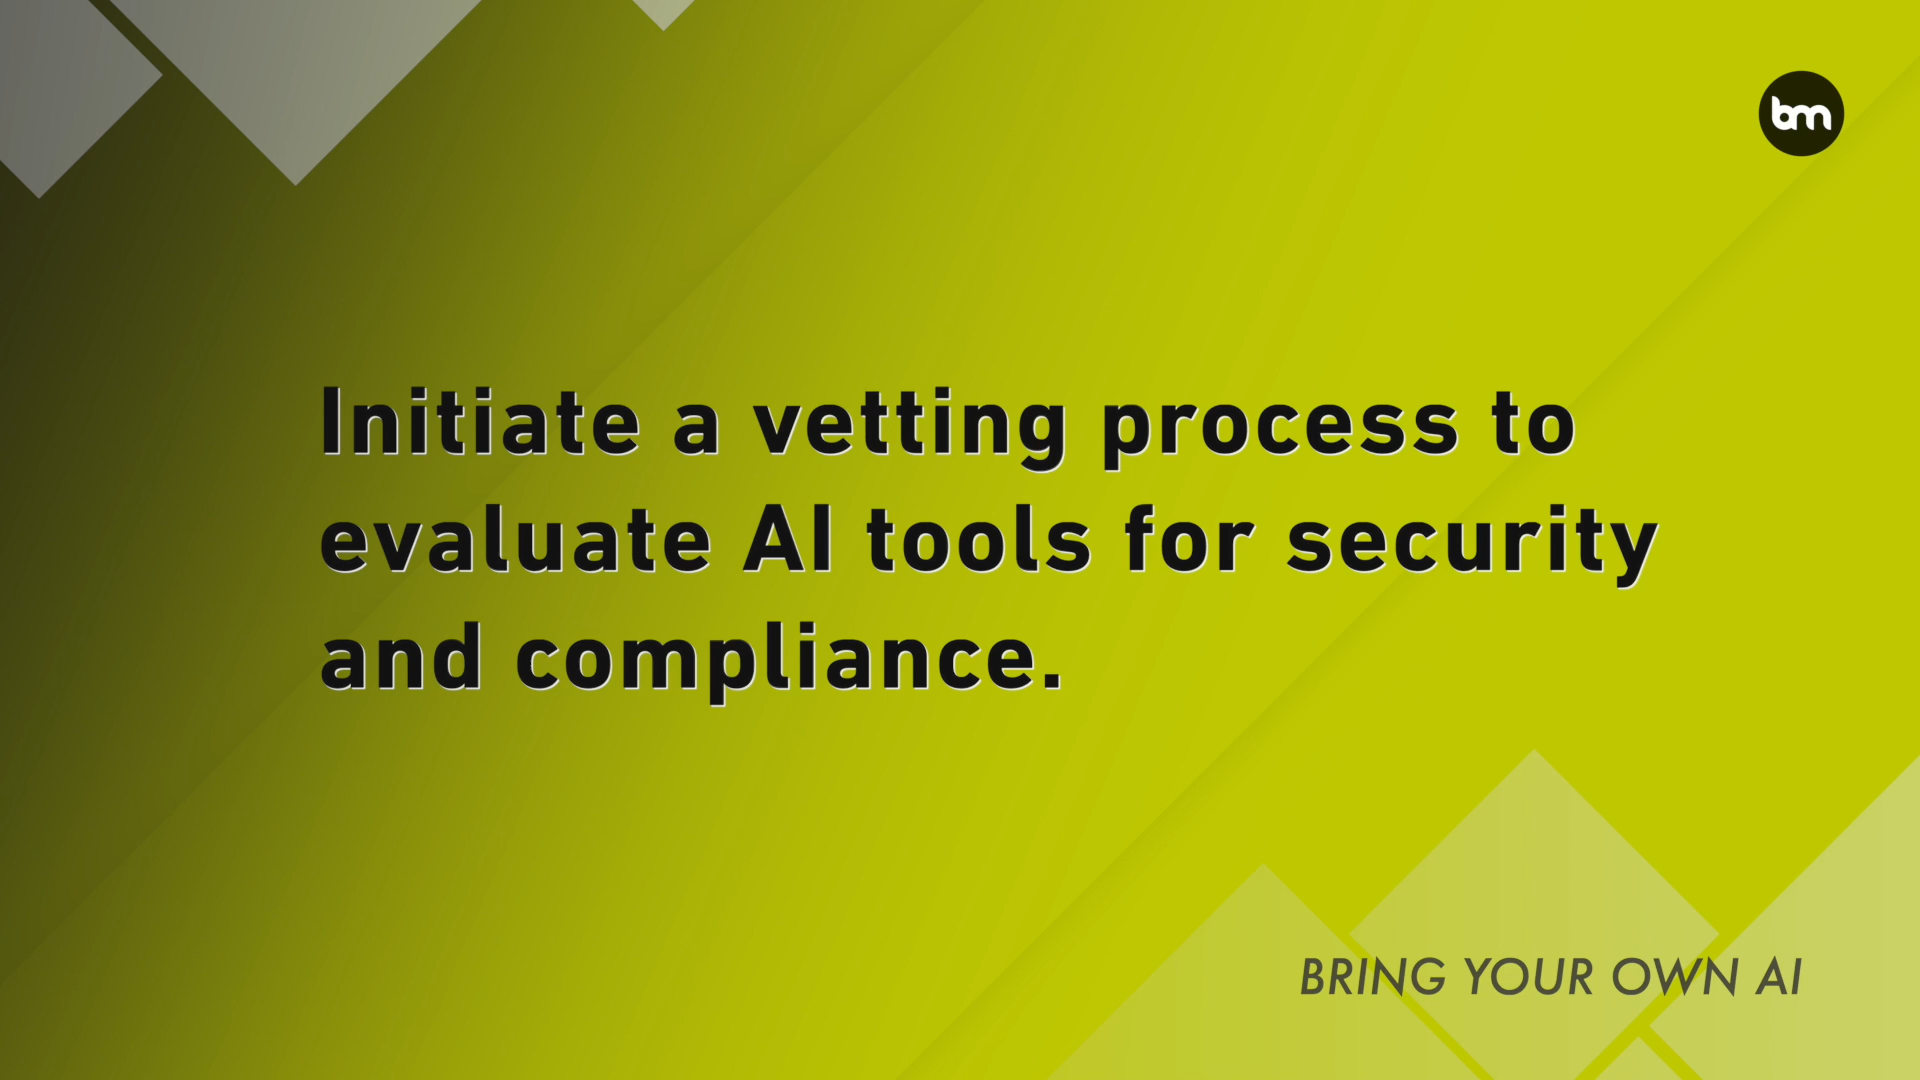 bm
Initiate a vetting process to
evaluate AI tools for security
and compliance.
BRING YOUR OWN AI